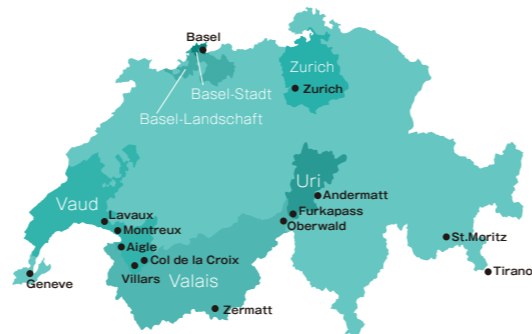 Basel
Zurich
Basel-Stadt
Zurich
Basel-Landschaft
Uri
Andermatt
Vaud
Lavaux
Furkapass
Oberwald
Montreux
St.Moritz
Aigle
Col de la Croix
Tirano
Villars
Valais
Geneve
Zermatt